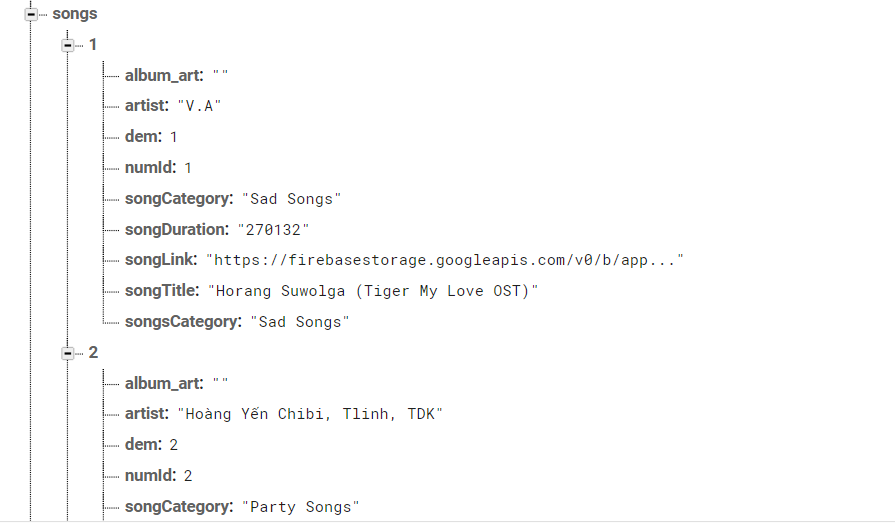 songs
1
album_art: ""
artist: "V.A"
dem: 1
numId: 1
songCategory: "Sad Songs"
songDuration: "270132"
songLink: "https://firebasestorage.googleapis.com/v0/b/app..."
songTitle: "Horang Suwolga (Tiger My Love OST)"
songsCategory: "Sad Songs"
2
album_art: ""
artist: "Hoàng Yến Chibi, Tlinh, TDK"
dem: 2
numId: 2
songCategory: "Party Songs"